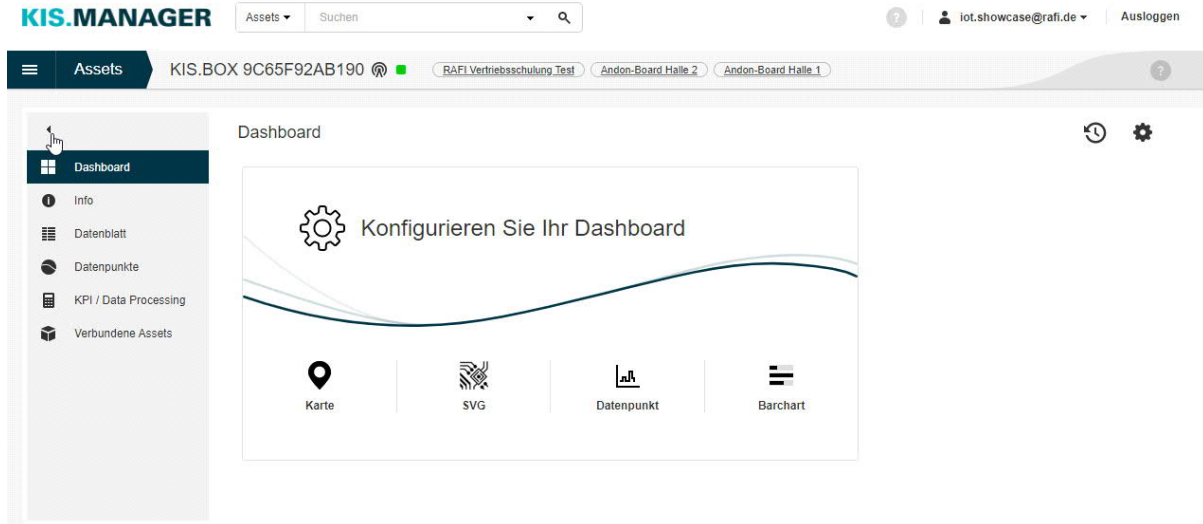 KIS.MANAGER
Assets
Suchen
?
iot.showcase@rafi.de
Ausloggen
Assets
KIS.BOX 9C65F92AB190
RAFI Vertriebsschulung Test
Andon-Board Halle 2
Andon-Board Halle 1
?
Dashboard
Dashboard
Info
Datenblatt
Datenpunkte
KPI / Data Processing
Verbundene Assets
Konfigurieren Sie Ihr Dashboard
Karte
SVG
Datenpunkt
Barchart